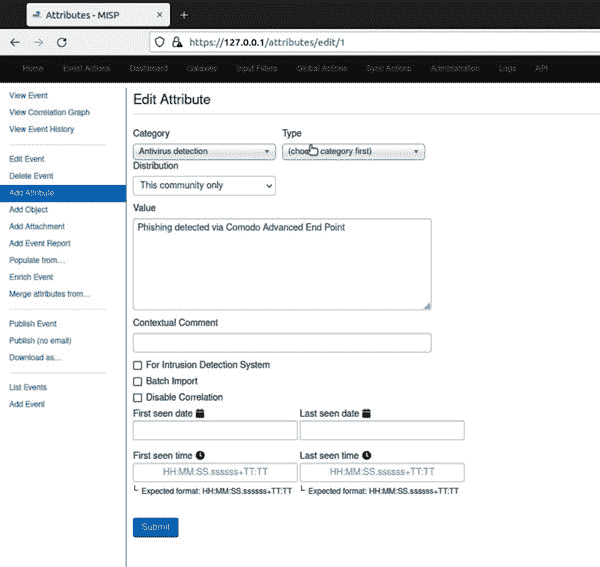 Attributes - MISP
https://127.0.0.1/attributes/edit/1
Home Event Actions Dashboard Galaxies Input Filters Global Actions Sync Actions Administration Logs API
View Event
View Correlation Graph
View Event History
Edit Event
Delete Event
Add Attribute
Add Object
Add Attachment
Add Event Report
Populate from...
Enrich Event
Merge attributes from...
Publish Event
Publish (no email)
Download as...
List Events
Add Event
Edit Attribute
Category Type
Antivirus detection (choose category first)
Distribution
This community only
Value
Phishing detected via Comodo Advanced End Point
Contextual Comment
For Intrusion Detection System
Batch Import
Disable Correlation
First seen date Last seen date
First seen time Last seen time
HH:MM:SS.ssssss+TT:TT HH:MM:SS.ssssss+TT:TT
Expected format: HH:MM:SS.ssssss+TT:TT Expected format: HH:MM:SS.ssssss+TT:TT
Submit